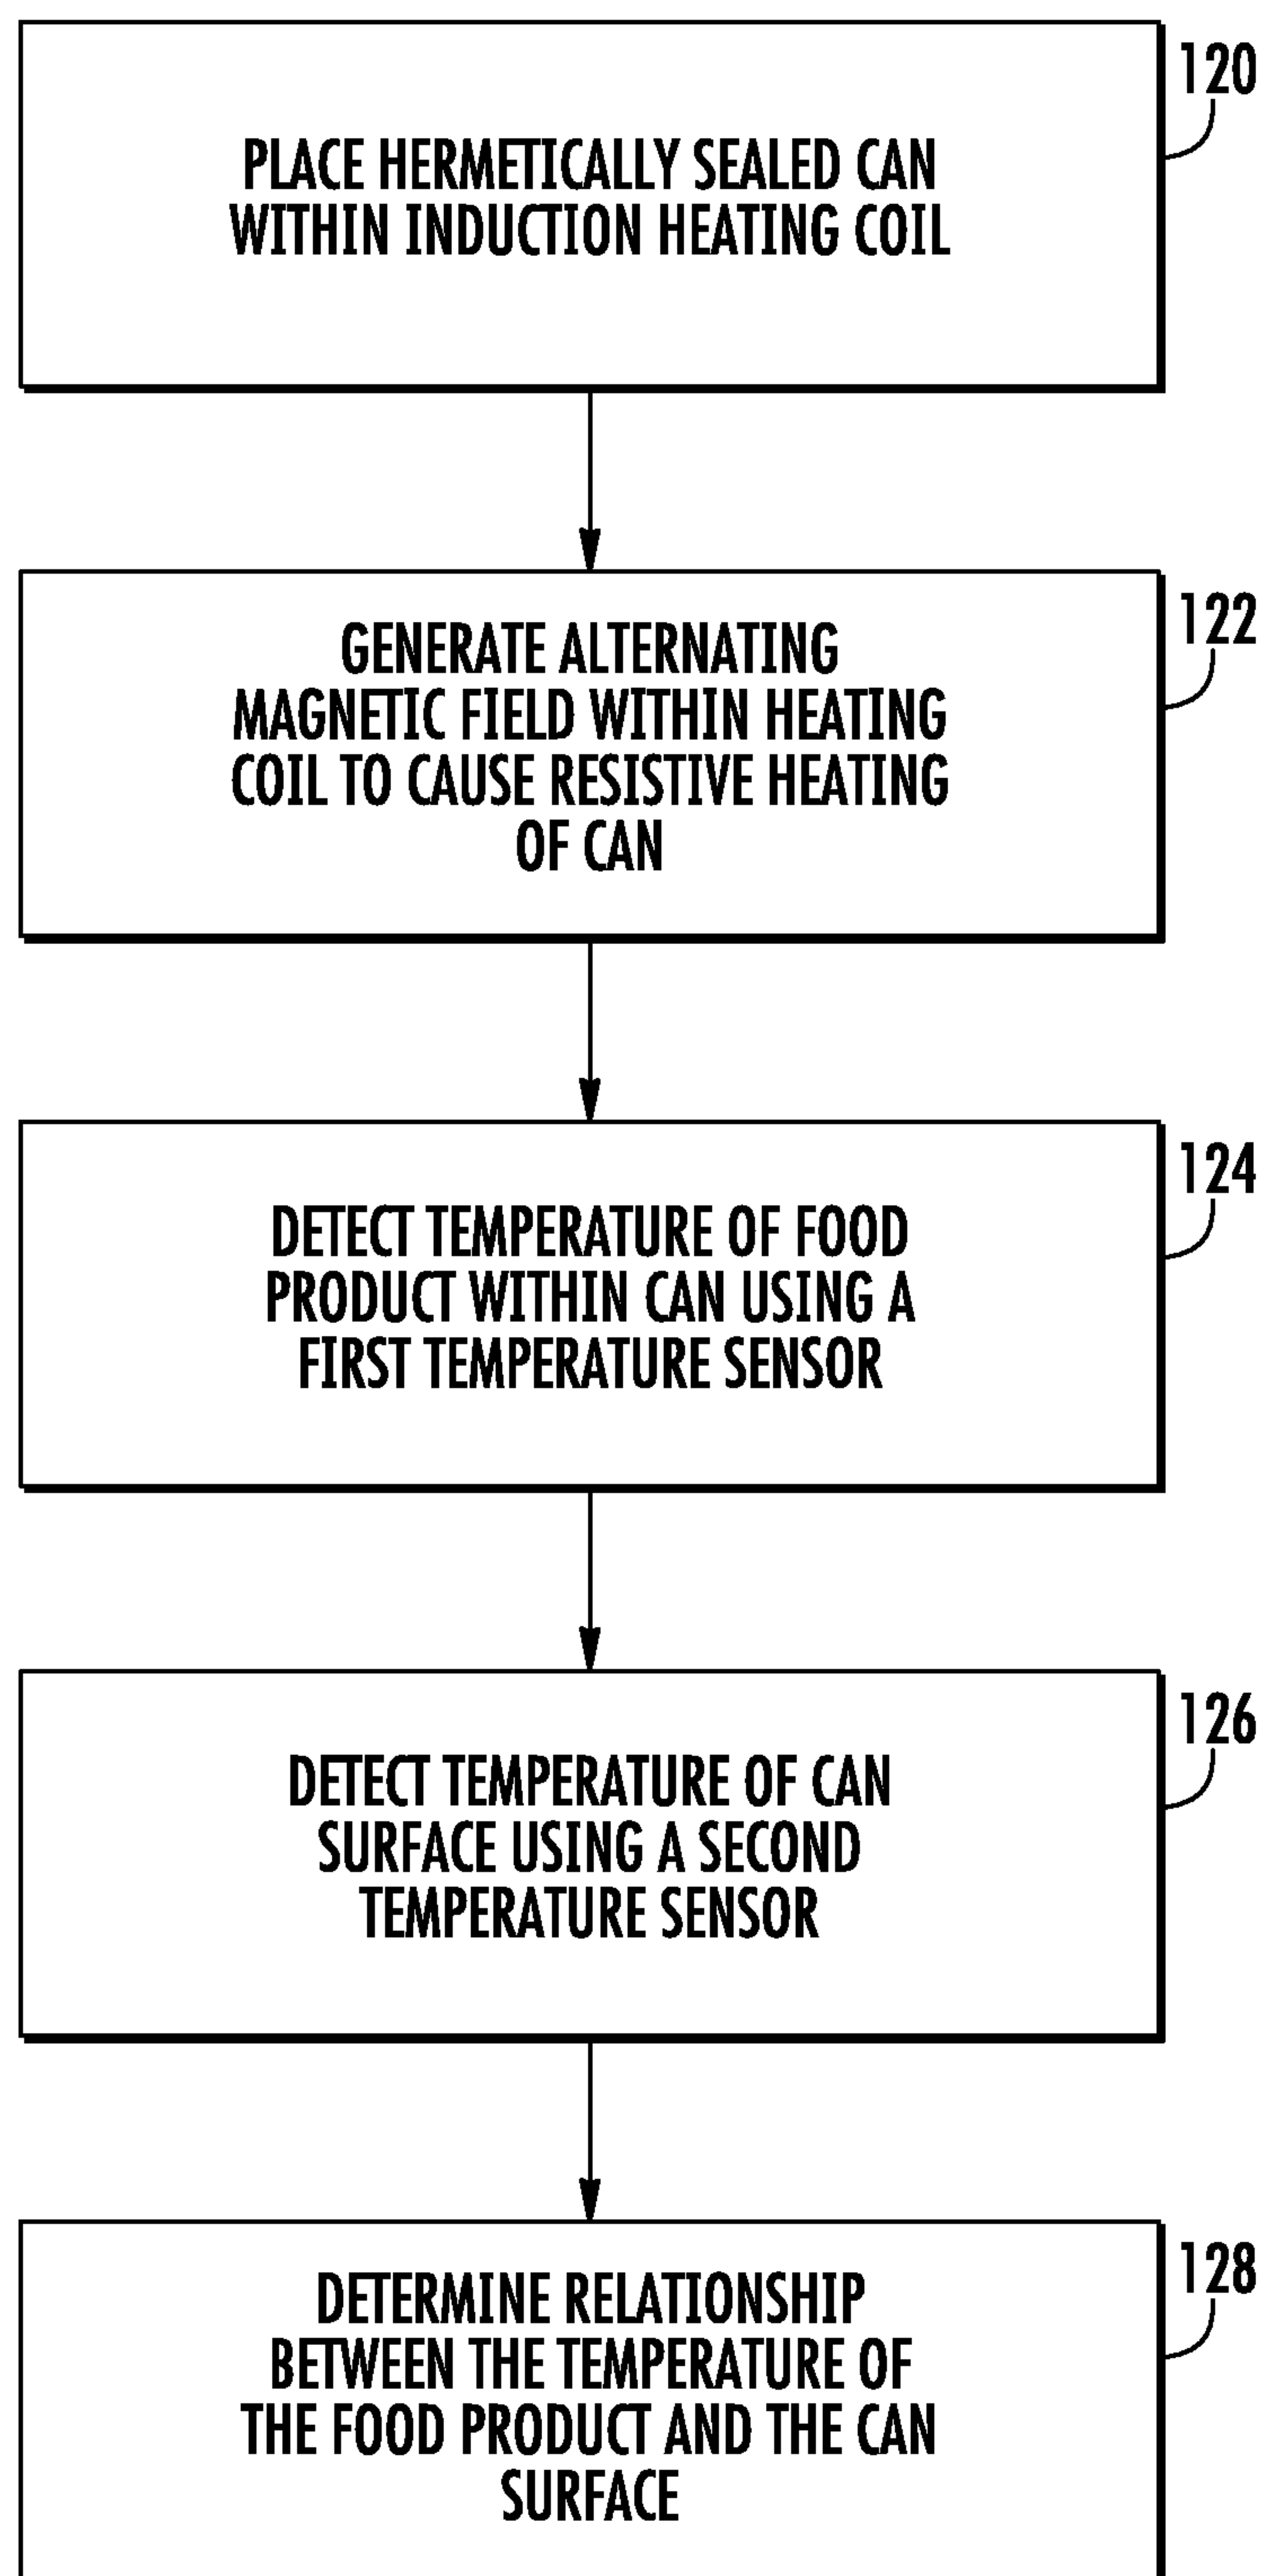 120
PLACE HERMETICALLY SEALED CAN
WITHIN INDUCTION HEATING COIL
122
GENERATE ALTERNATING
MAGNETIC FIELD WITHIN HEATING
COIL TO CAUSE RESISTIVE HEATING
OF CAN
124
DETECT TEMPERATURE OF FOOD
PRODUCT WITHIN CAN USING A
FIRST TEMPERATURE SENSOR
126
DETECT TEMPERATURE OF CAN
SURFACE USING A SECOND
TEMPERATURE SENSOR
128
DETERMINE RELATIONSHIP
BETWEEN THE TEMPERATURE OF
THE FOOD PRODUCT AND THE CAN
SURFACE